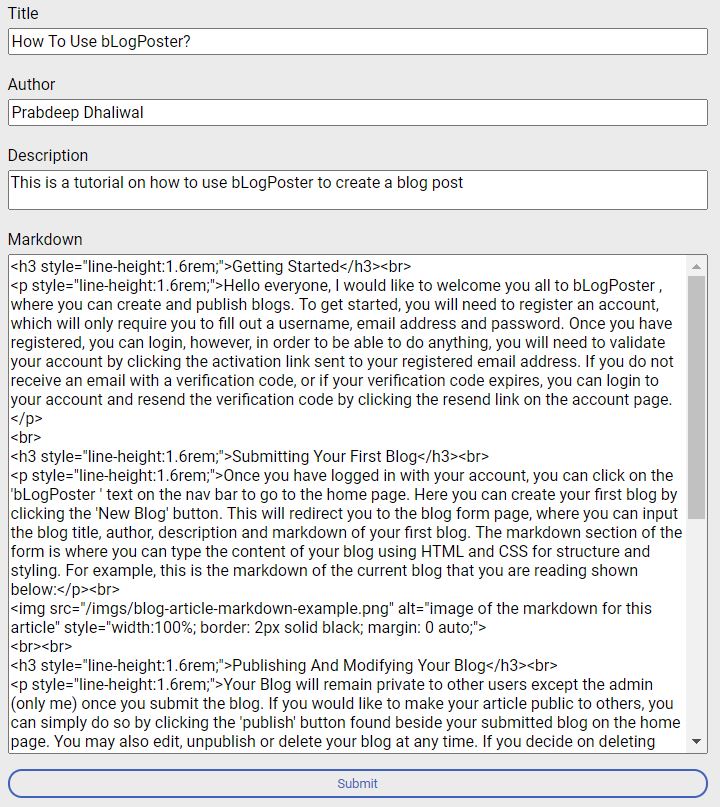 Title
How To Use bLogPoster?
Author
Prabdeep Dhaliwal
Description
This is a tutorial on how to use bLogPoster to create a blog post
Markdown
<h3 style="line-height:1.6rem;">Getting Started</h3><br>
<p style="line-height:1.6rem;">Hello everyone, I would like to welcome you all to bLogPoster ,
where you can create and publish blogs. To get started, you will need to register an account,
which will only require you to fill out a username, email address and password. Once you have
registered, you can login, however, in order to be able to do anything, you will need to validate
your account by clicking the activation link sent to your registered email address. If you do not
receive an email with a verification code, or if your verification code expires, you can login to
your account and resend the verification code by clicking the resend link on the account page.
</p>
<br>
<h3 style="line-height:1.6rem;">Submitting Your First Blog</h3><br>
<p style="line-height:1.6rem;">Once you have logged in with your account, you can click on the
'bLogPoster ' text on the nav bar to go to the home page. Here you can create your first blog by
clicking the 'New Blog' button. This will redirect you to the blog form page, where you can input
the blog title, author, description and markdown of your first blog. The markdown section of the
form is where you can type the content of your blog using HTML and CSS for structure and
styling. For example, this is the markdown of the current blog that you are reading shown
below:</p><br>
<img src="/imgs/blog-article-markdown-example.png" alt="image of the markdown for this
article" style="width:100%; border: 2px solid black; margin: 0 auto;">
<br><br>
<h3 style="line-height:1.6rem;">Publishing And Modifying Your Blog</h3><br>
<p style="line-height:1.6rem;">Your Blog will remain private to other users except the admin
(only me) once you submit the blog. If you would like to make your article public to others, you
can simply do so by clicking the 'publish' button found beside your submitted blog on the home
page. You may also edit, unpublish or delete your blog at any time. If you decide on deleting
Submit